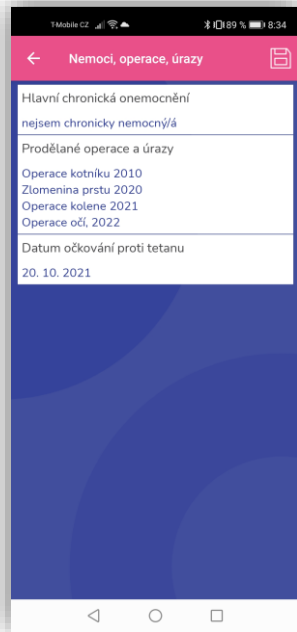 T-Mobile CZ 89 % 8:34
Nemoci, operace, úrazy
Hlavní chronická onemocnění
nejsem chronicky nemocný/á
Prodělané operace a úrazy
Operace kotníku 2010
Zlomenina prstu 2020
Operace kolene 2021
Operace očí, 2022
Datum očkování proti tetanu
20. 10. 2021